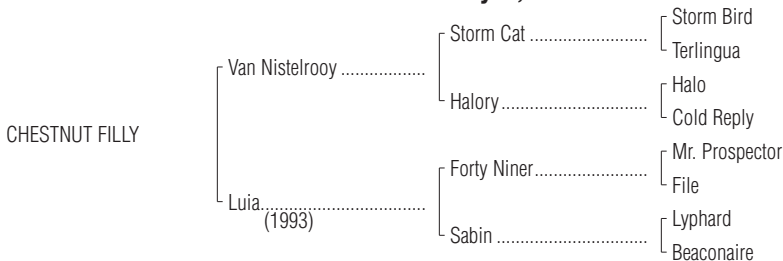 Storm Bird
Storm Cat ..............................
Terlingua
Van Nistelrooy ..................
Halo
Halory.....................................
Cold Reply
CHESTNUT FILLY
Mr. Prospector
Forty Niner............................
File
Luia.........................................
(1993)
Lyphard
Sabin .....................................
Beaconaire